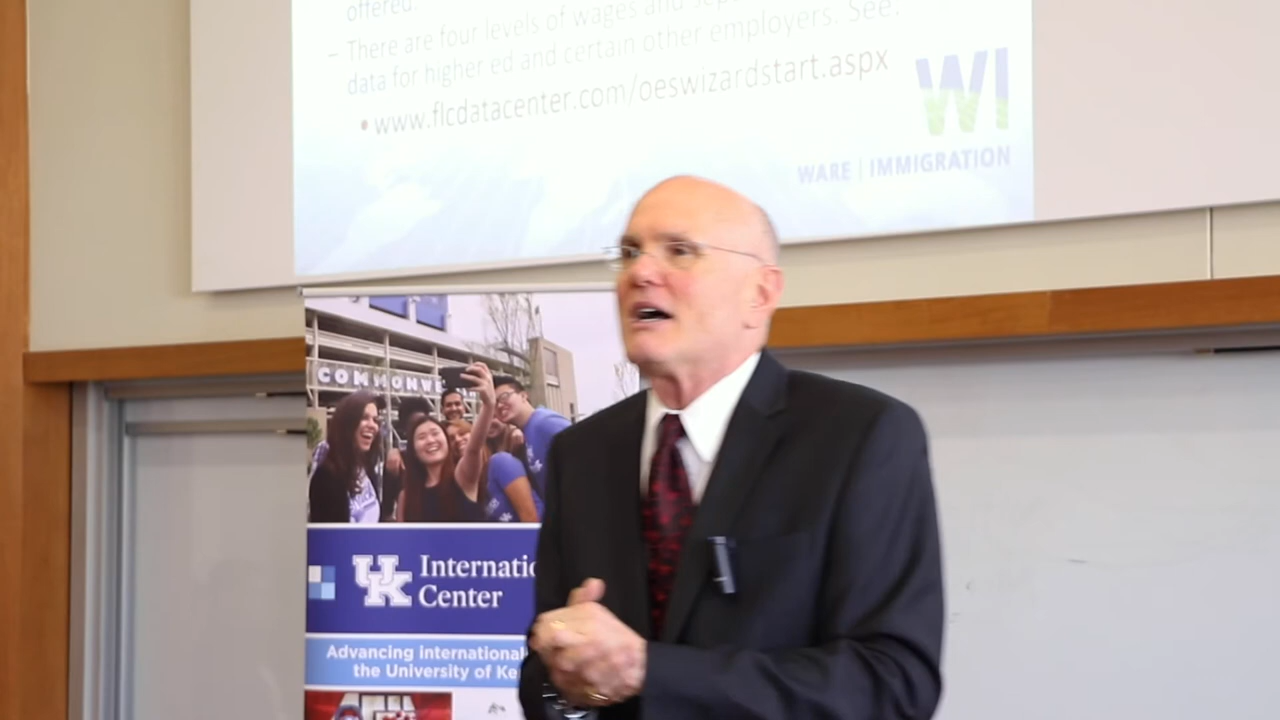 offered.
– There are four levels of wages and
data for higher ed and certain other employers. See:
• www.flcdatacenter.com/oeswizardstart.aspx
WI
WARE | IMMIGRATION
COMMONWE
UK
Internatio
Center
Advancing international
the University of Ke